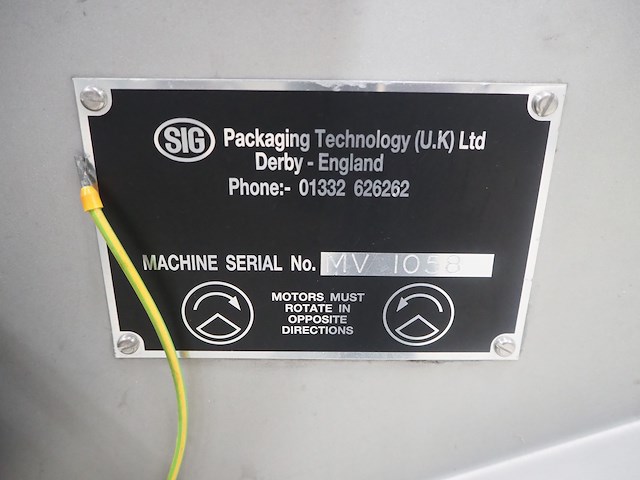 SIG Packaging Technology (U.K) Ltd
Derby - England
Phone:- 01332 626262
MACHINE SERIAL No. MV 1058
MOTORS MUST
ROTATE IN
OPPOSITE
DIRECTIONS